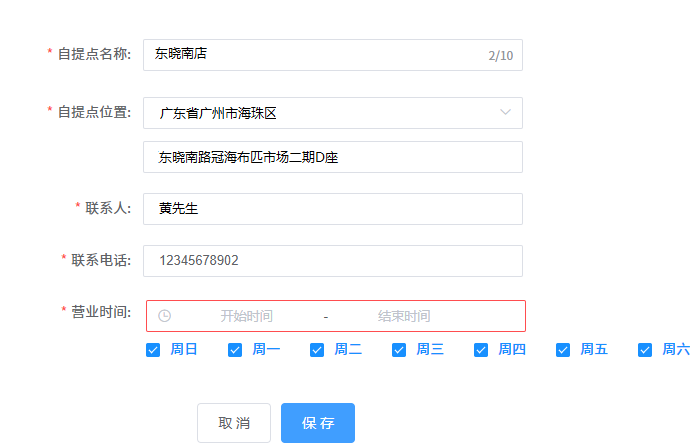 * 自提点名称: 东晓南店 2/10
* 自提点位置: 广东省广州市海珠区
东晓南路冠海布匹市场二期D座
* 联系人: 黄先生
* 联系电话: 12345678902
* 营业时间: 开始时间 - 结束时间
周日 周一 周二 周三 周四 周五 周六
取消 保存